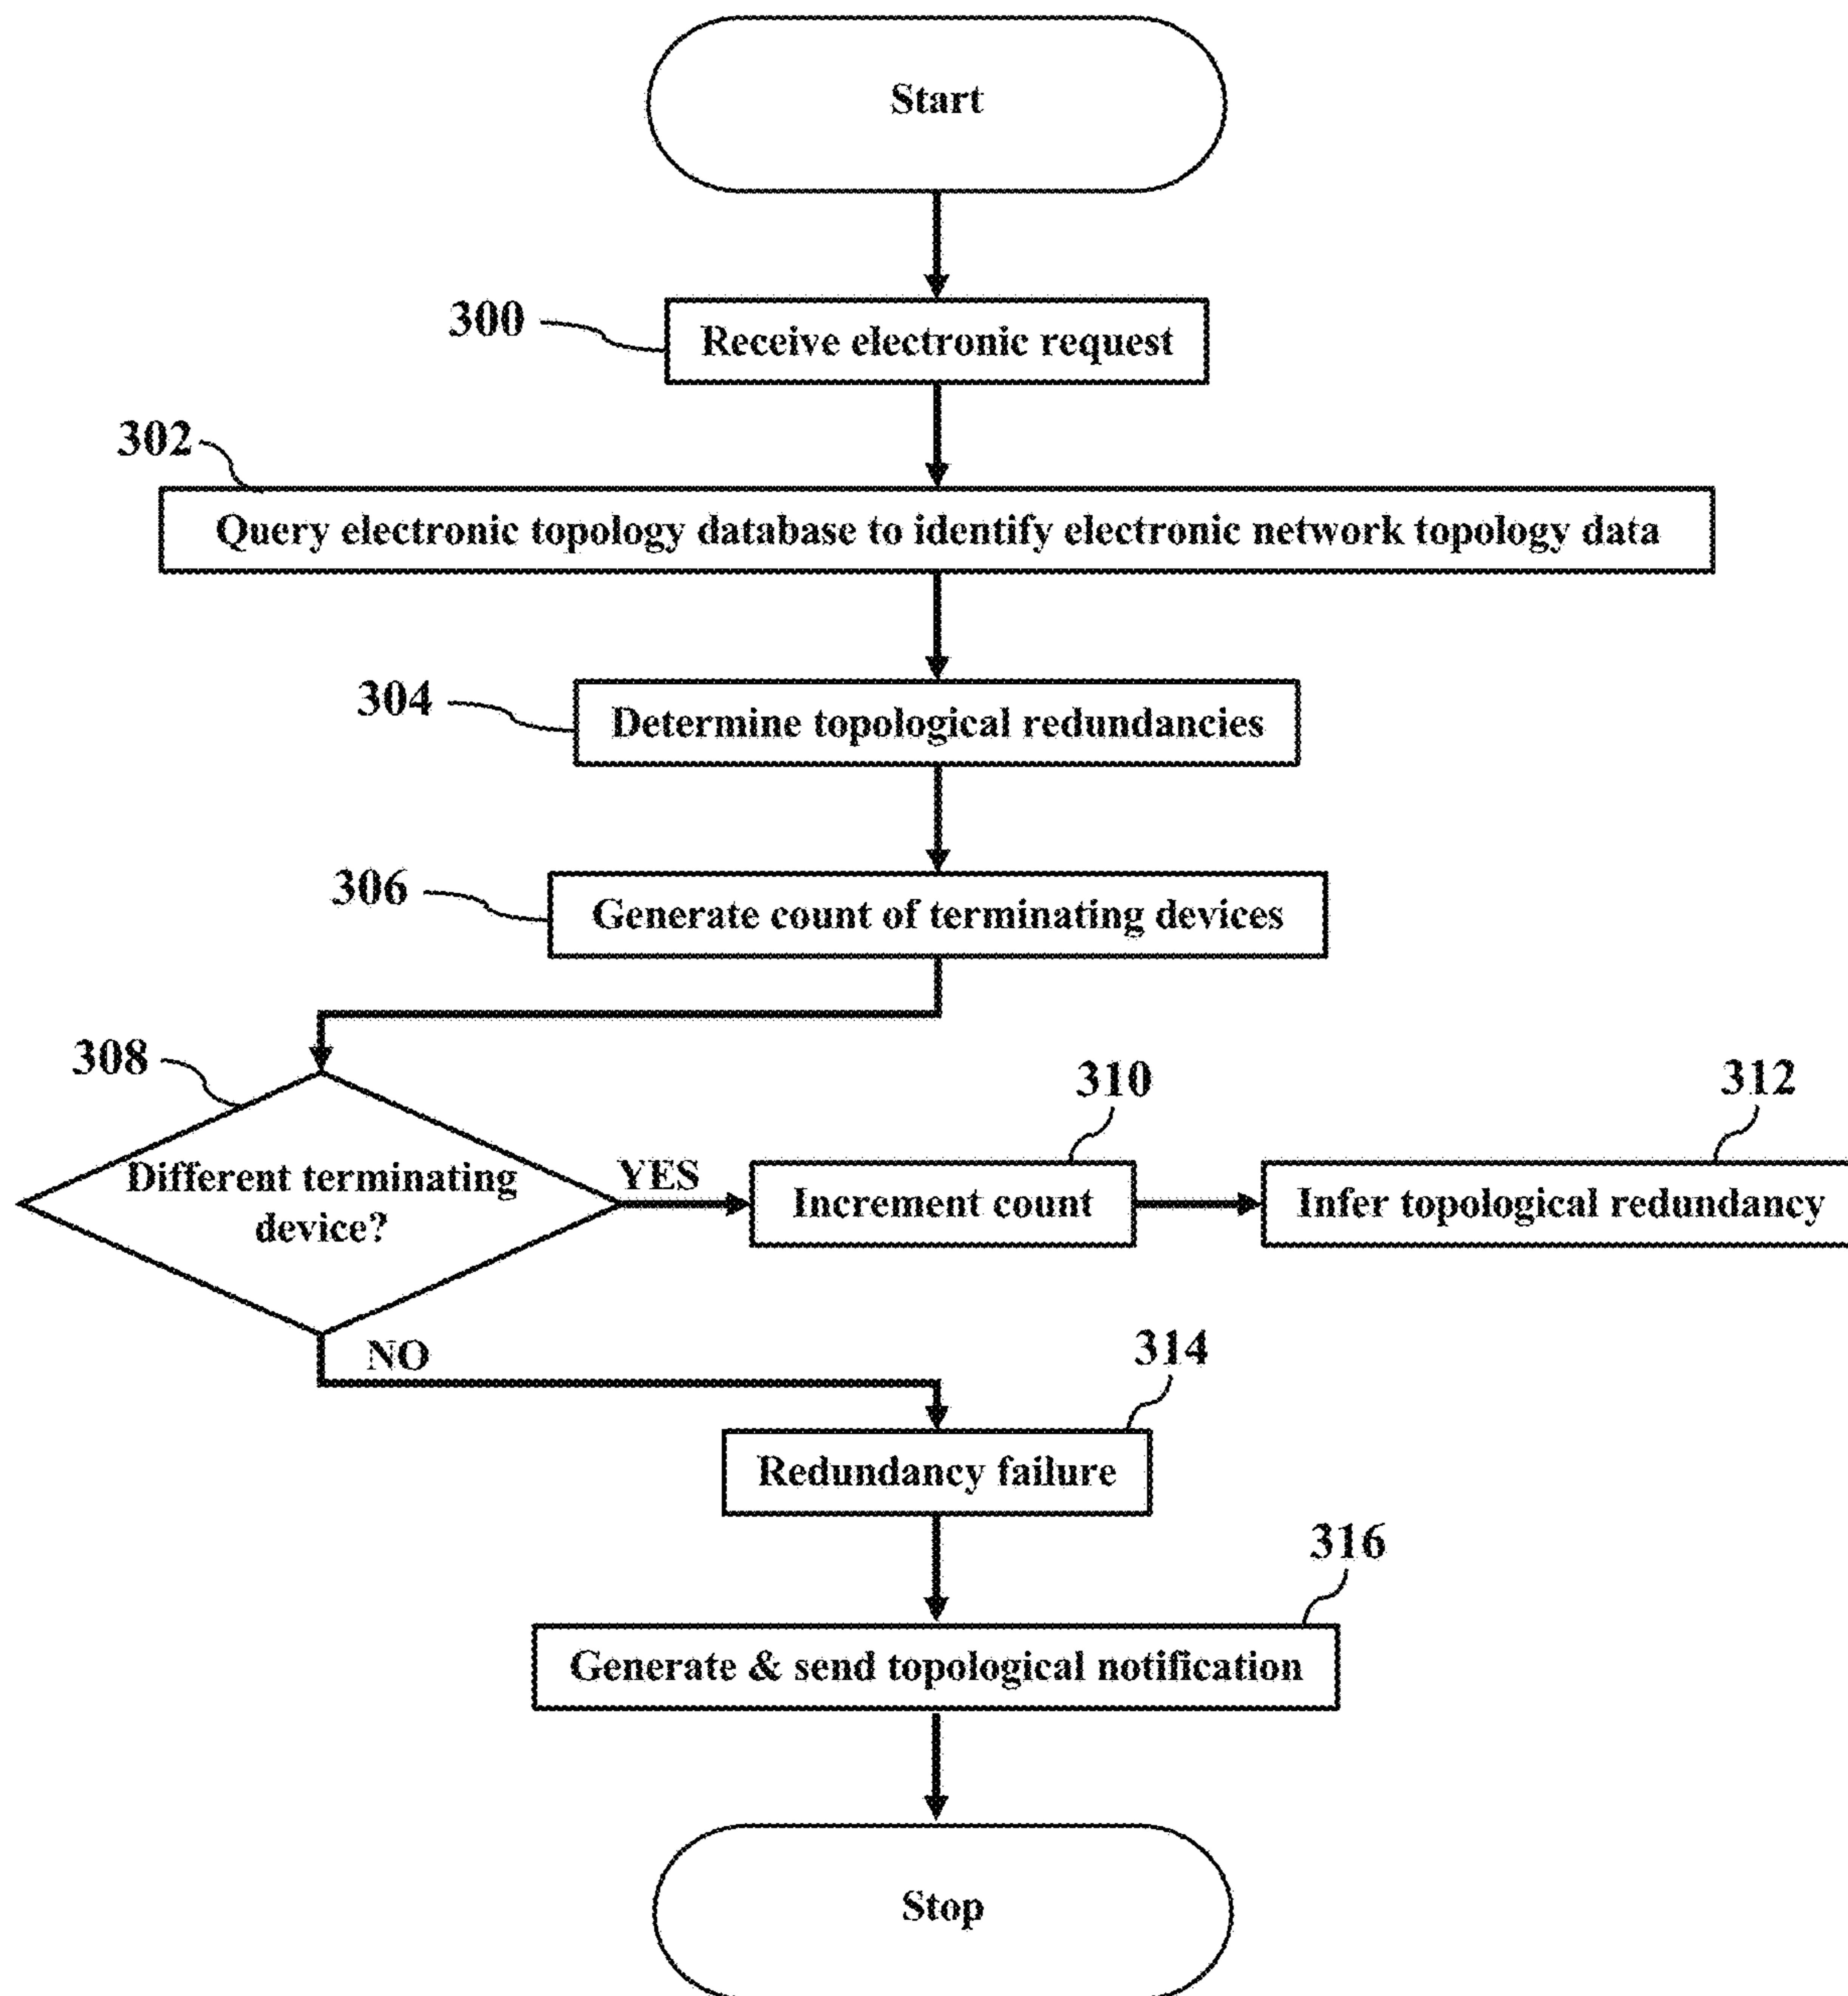 Start
300
Receive electronic request
302
Query electronic topology database to identify electronic network topology data
304
Determine topological redundancies
306
Generate count of terminating devices
308
Different terminating
device?
YES
310
Increment count
312
Infer topological redundancy
NO
314
Redundancy failure
316
Generate & send topological notification
Stop